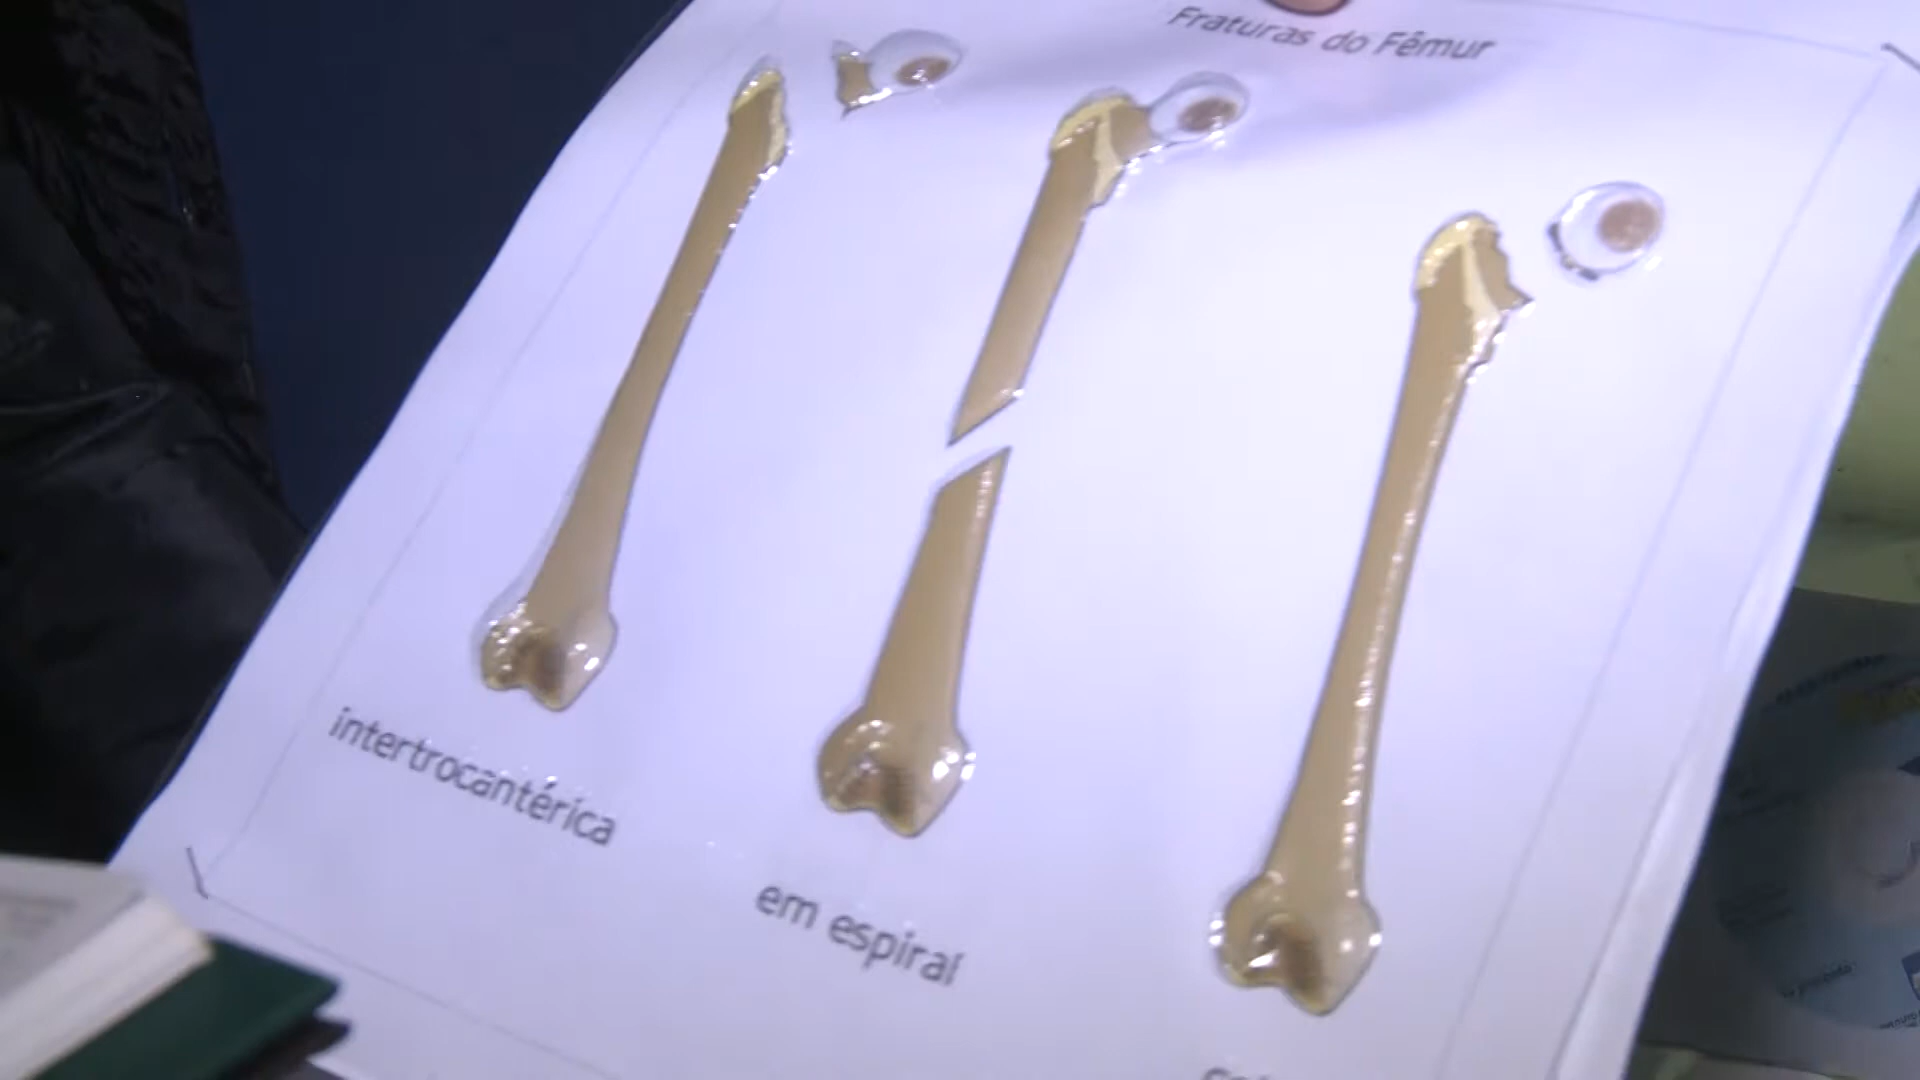 Fraturas do Fêmur
intertrocantérica
em espiral